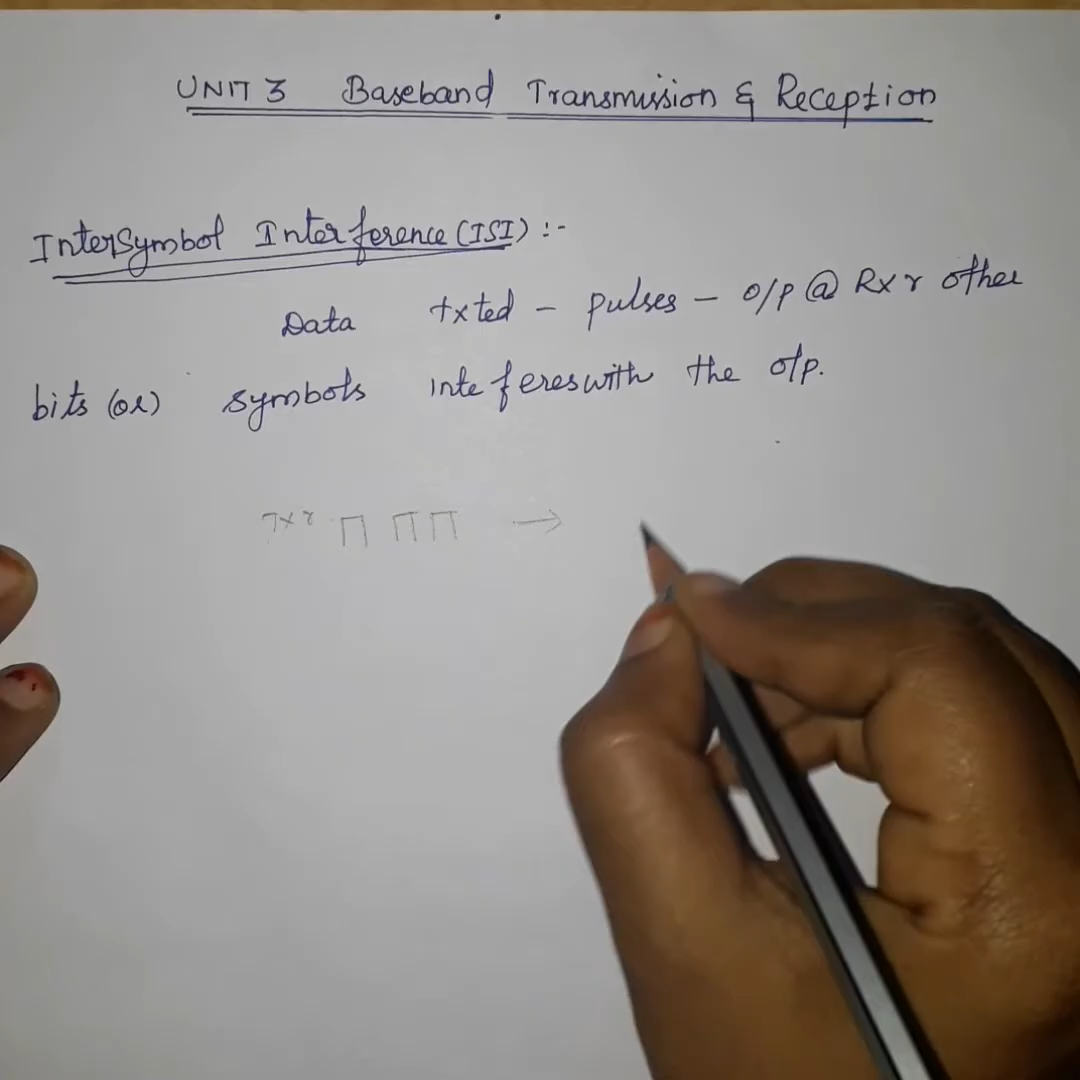 UNIT 3 Baseband Transmission & Reception
InterSymbol Interference (ISI) :-
Data txted - pulses - o/p @ Rxr other
bits (or) symbols interferes with the o/p.
Txr